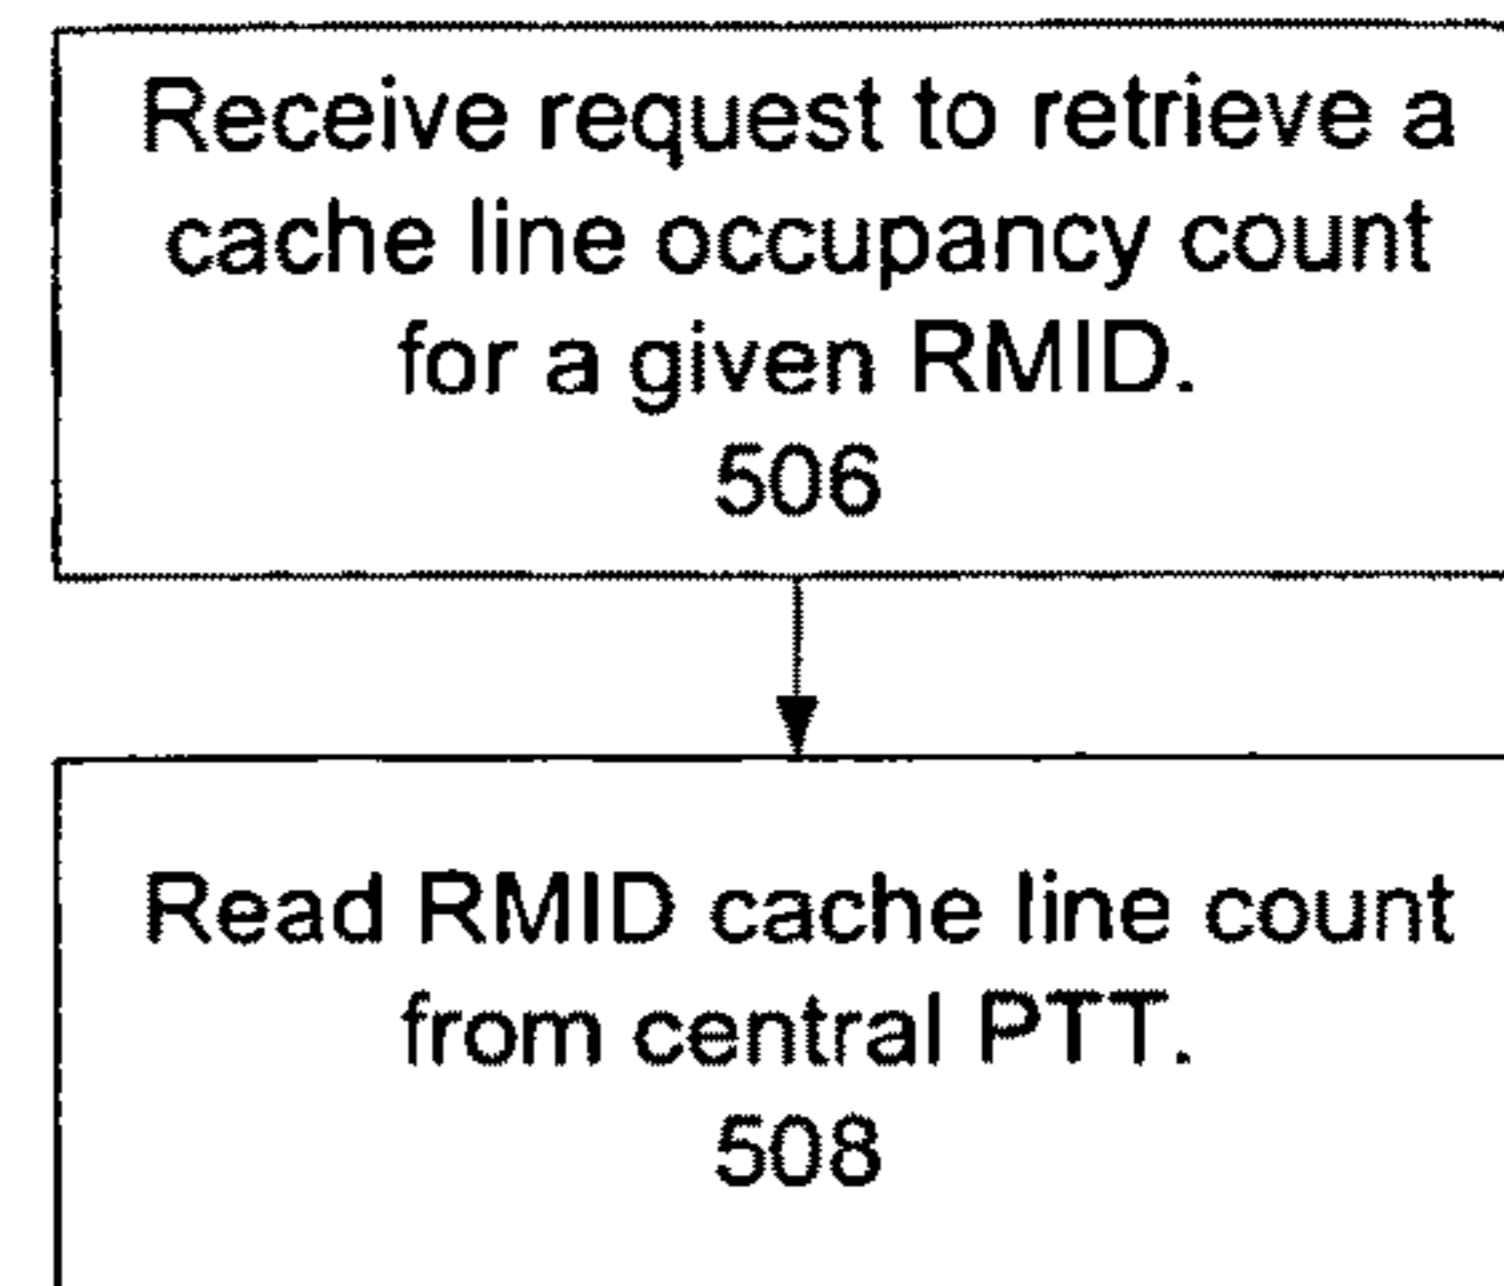 Receive request to retrieve a
cache line occupancy count
for a given RMID.
506
Read RMID cache line count
from central PTT.
508